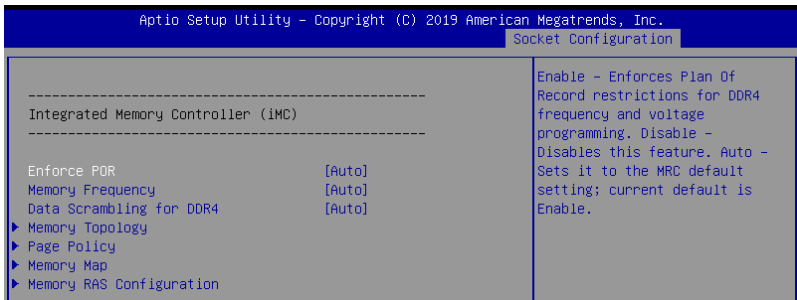 Aptio Setup Utility – Copyright (C) 2019 American Megatrends, Inc.
Socket Configuration
------------------------------------------------
Integrated Memory Controller (iMC)
------------------------------------------------
Enforce POR [Auto]
Memory Frequency [Auto]
Data Scrambling for DDR4 [Auto]
Memory Topology
Page Policy
Memory Map
Memory RAS Configuration
Enable – Enforces Plan Of
Record restrictions for DDR4
frequency and voltage
programming. Disable –
Disables this feature. Auto –
Sets it to the MRC default
setting; current default is
Enable.